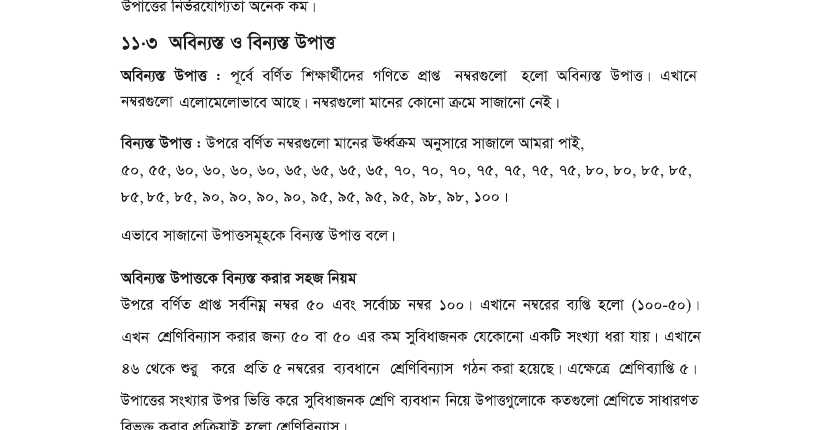 উপাত্তের নির্ভরযোগ্যতা অনেক কম।
১১·৩ অবিন্যস্ত ও বিন্যস্ত উপাত্ত
অবিন্যস্ত উপাত্ত : পূর্বে বর্ণিত শিক্ষার্থীদের গণিতে প্রাপ্ত নম্বরগুলো হলো অবিন্যস্ত উপাত্ত। এখানে
নম্বরগুলো এলোমেলোভাবে আছে। নম্বরগুলো মানের কোনো ক্রমে সাজানো নেই।
বিন্যস্ত উপাত্ত : উপরে বর্ণিত নম্বরগুলো মানের ঊর্ধ্বক্রম অনুসারে সাজালে আমরা পাই,
৫০, ৫৫, ৬০, ৬০, ৬০, ৬০, ৬৫, ৬৫, ৬৫, ৬৫, ৭০, ৭০, ৭০, ৭৫, ৭৫, ৭৫, ৭৫, ৮০, ৮০, ৮৫, ৮৫,
৮৫, ৮৫, ৮৫, ৯০, ৯০, ৯০, ৯০, ৯৫, ৯৫, ৯৫, ৯৫, ৯৮, ৯৮, ১০০।
এভাবে সাজানো উপাত্তসমূহকে বিন্যস্ত উপাত্ত বলে।
অবিন্যস্ত উপাত্তকে বিন্যস্ত করার সহজ নিয়ম
উপরে বর্ণিত প্রাপ্ত সর্বনিম্ন নম্বর ৫০ এবং সর্বোচ্চ নম্বর ১০০। এখানে নম্বরের ব্যপ্তি হলো (১০০-৫০)।
এখন শ্রেণিবিন্যাস করার জন্য ৫০ বা ৫০ এর কম সুবিধাজনক যেকোনো একটি সংখ্যা ধরা যায়। এখানে
৪৬ থেকে শুরু করে প্রতি ৫ নম্বরের ব্যবধানে শ্রেণিবিন্যাস গঠন করা হয়েছে। এক্ষেত্রে শ্রেণিব্যাপ্তি ৫।
উপাত্তের সংখ্যার উপর ভিত্তি করে সুবিধাজনক শ্রেণি ব্যবধান নিয়ে উপাত্তগুলোকে কতগুলো শ্রেণিতে সাধারণত
বিভক্ত করার প্রক্রিয়াই হলো শ্রেণিবিন্যাস।